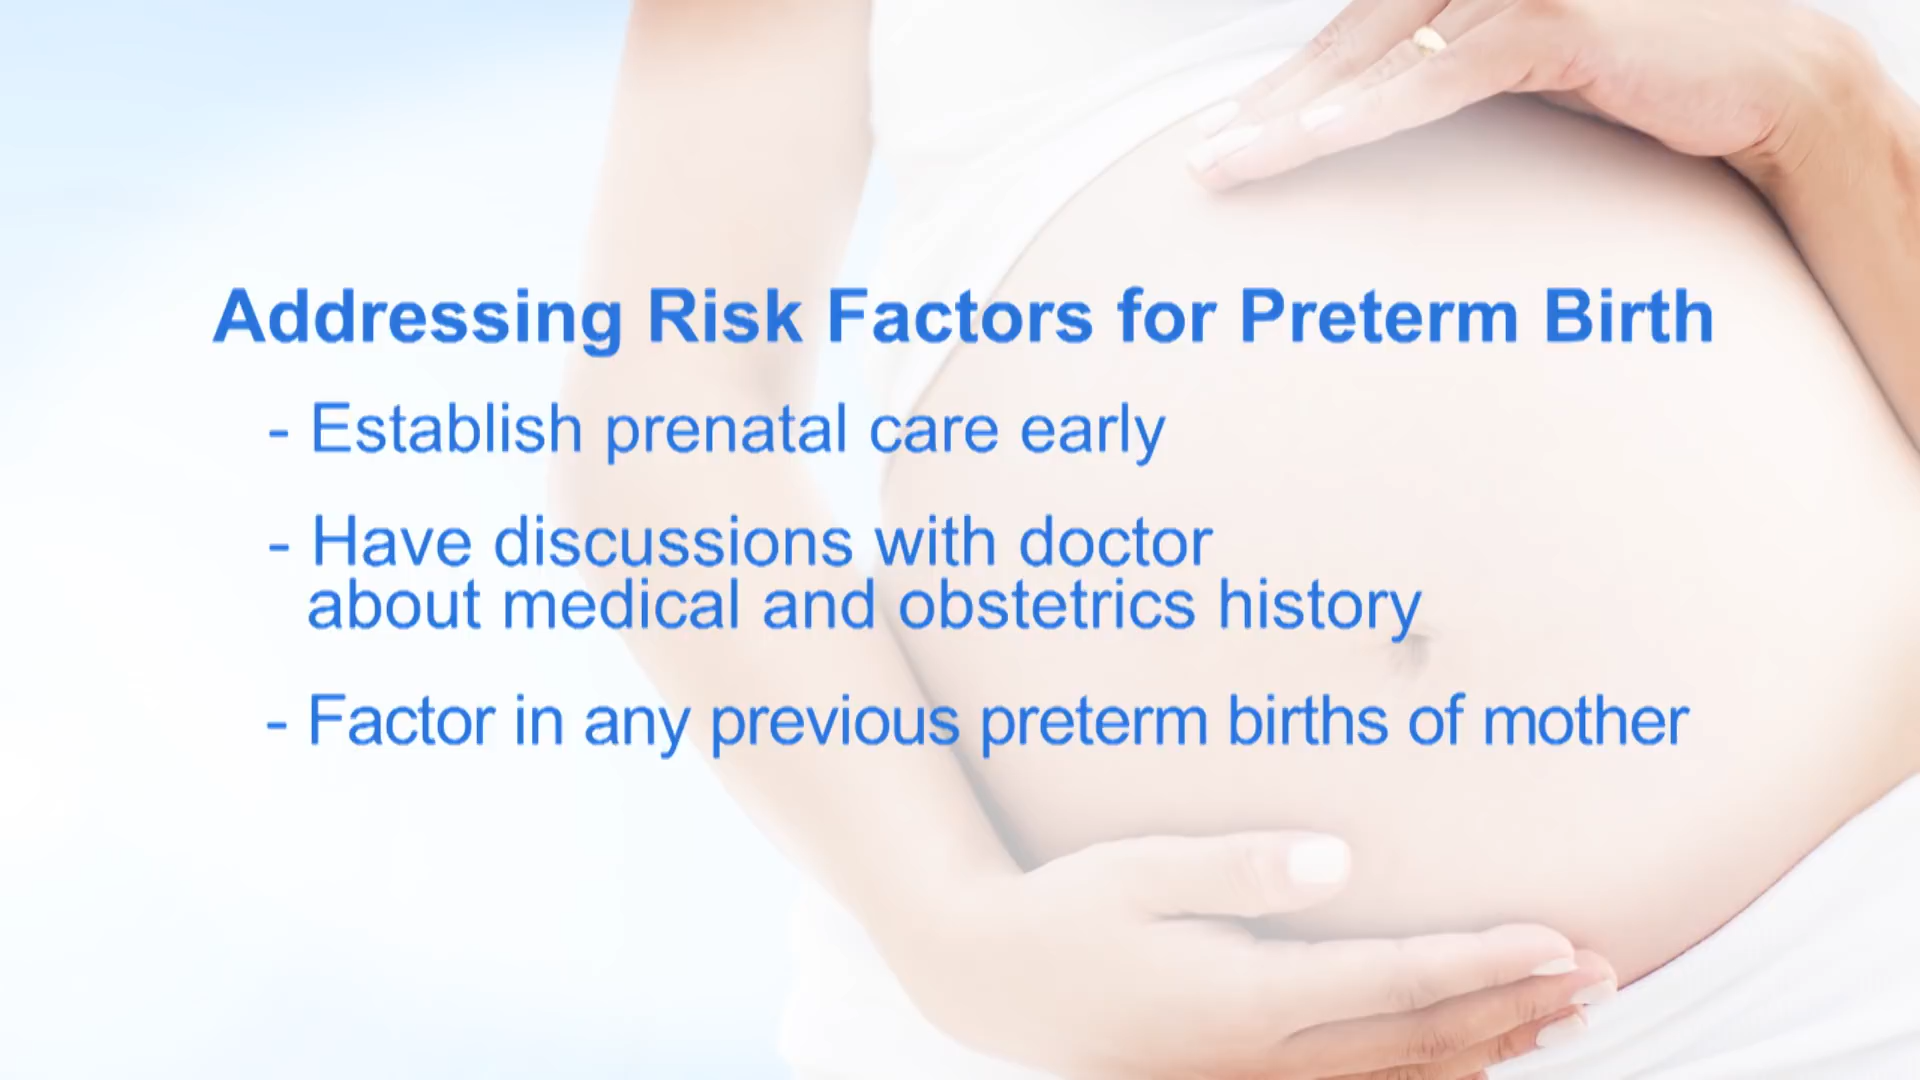 Addressing Risk Factors for Preterm Birth
- Establish prenatal care early
- Have discussions with doctor
about medical and obstetrics history
- Factor in any previous preterm births of mother